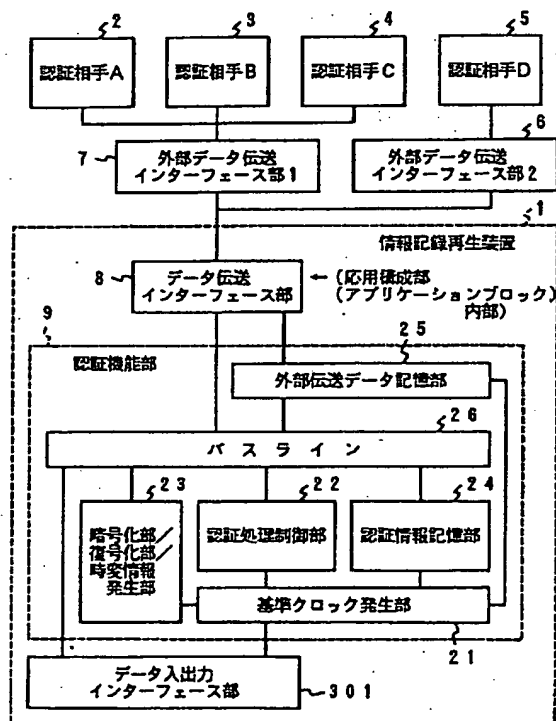 2
3
4
5
認証相手A
認証相手B
認証相手C
認証相手D
6
7
外部データ伝送
インターフェース部1
外部データ伝送
インターフェース部2
1
情報記録再生装置
8
データ伝送
インターフェース部
(応用構成部
(アプリケーションブロック)
内部)
9
認証機能部
25
外部伝送データ記憶部
26
バスライン
23
22
24
暗号化部/
復号化部/
時変情報
発生部
認証処理制御部
認証情報記憶部
基準クロック発生部
21
データ入出力
インターフェース部
301